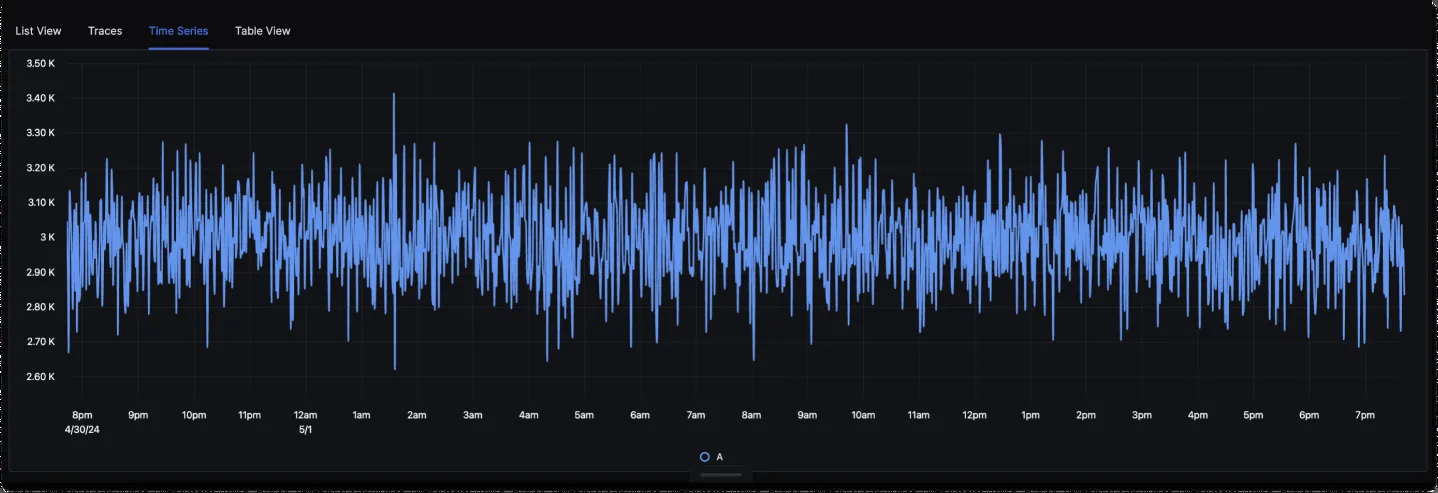 List View Traces Time Series Table View
3.50 K
3.40 K
3.30 K
3.20 K
3.10 K
3 K
2.90 K
2.80 K
2.70 K
2.60 K
8pm 9pm 10pm 11pm 12am 1am 2am 3am 4am 5am 6am 7am 8am 9am 10am 11am 12pm 1pm 2pm 3pm 4pm 5pm 6pm 7pm
4/30/24 5/1
A